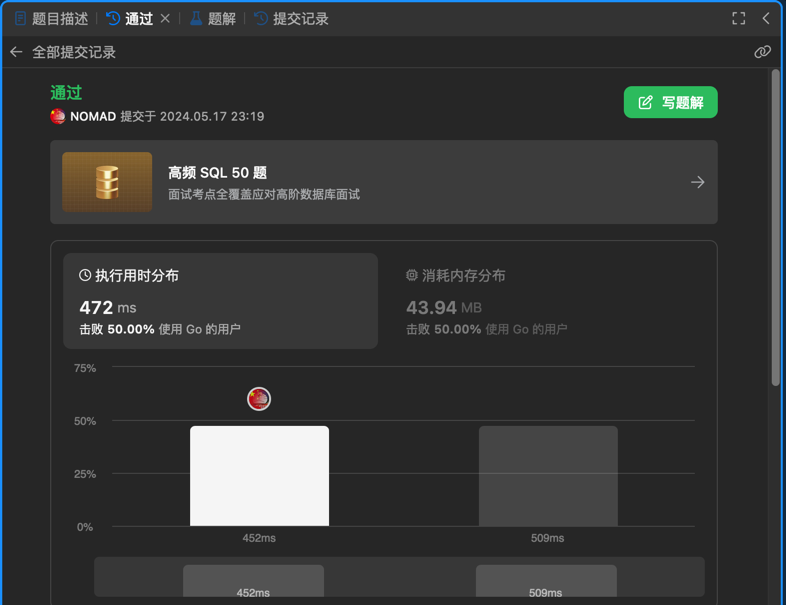 题目描述 通过 题解 提交记录
全部提交记录
通过
NOMAD 提交于 2024.05.17 23:19
写题解
高频 SQL 50 题
面试考点全覆盖应对高阶数据库面试
执行用时分布
472 ms
击败 50.00% 使用 Go 的用户
消耗内存分布
43.94 MB
击败 50.00% 使用 Go 的用户
75%
50%
25%
0%
452ms 509ms
452ms 509ms